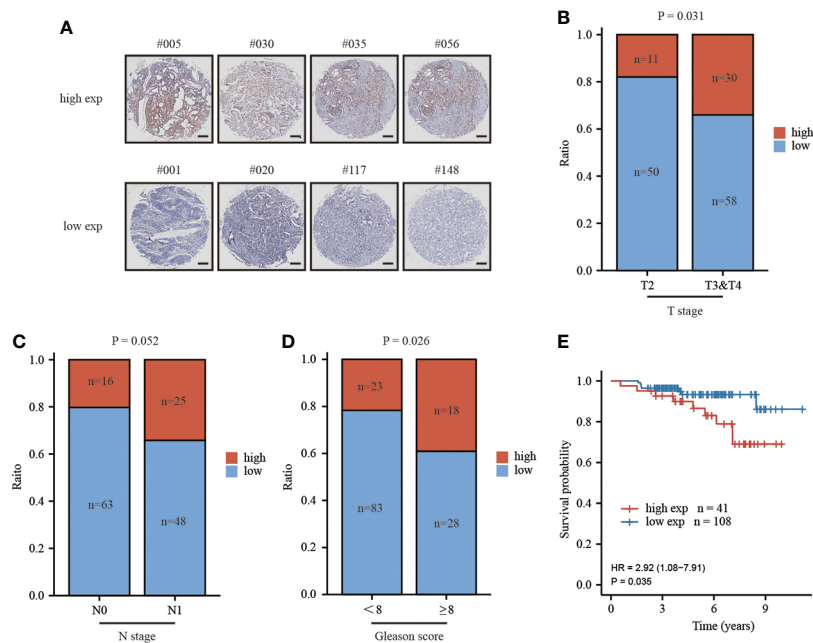 A
#005 #030 #035 #056
high exp
#001 #020 #117 #148
low exp
B
P = 0.031
1.0
0.8
0.6
0.4
0.2
0.0
Ratio
n=11
n=30
n=50
n=58
high
low
T2 T3&T4
T stage
C
P = 0.052
1.0
0.8
0.6
0.4
0.2
0.0
Raito
n=16
n=25
n=63
n=48
high
low
N0 N1
N stage
D
P = 0.026
1.0
0.8
0.6
0.4
0.2
0.0
Ratio
n=23
n=18
n=83
n=28
high
low
<8 ≥8
Gleason score
E
1.0
0.8
0.6
0.4
0.2
0.0
Survival probability
high exp n = 41
low exp n = 108
HR = 2.92 (1.08−7.91)
P = 0.035
0 3 6 9
Time (years)